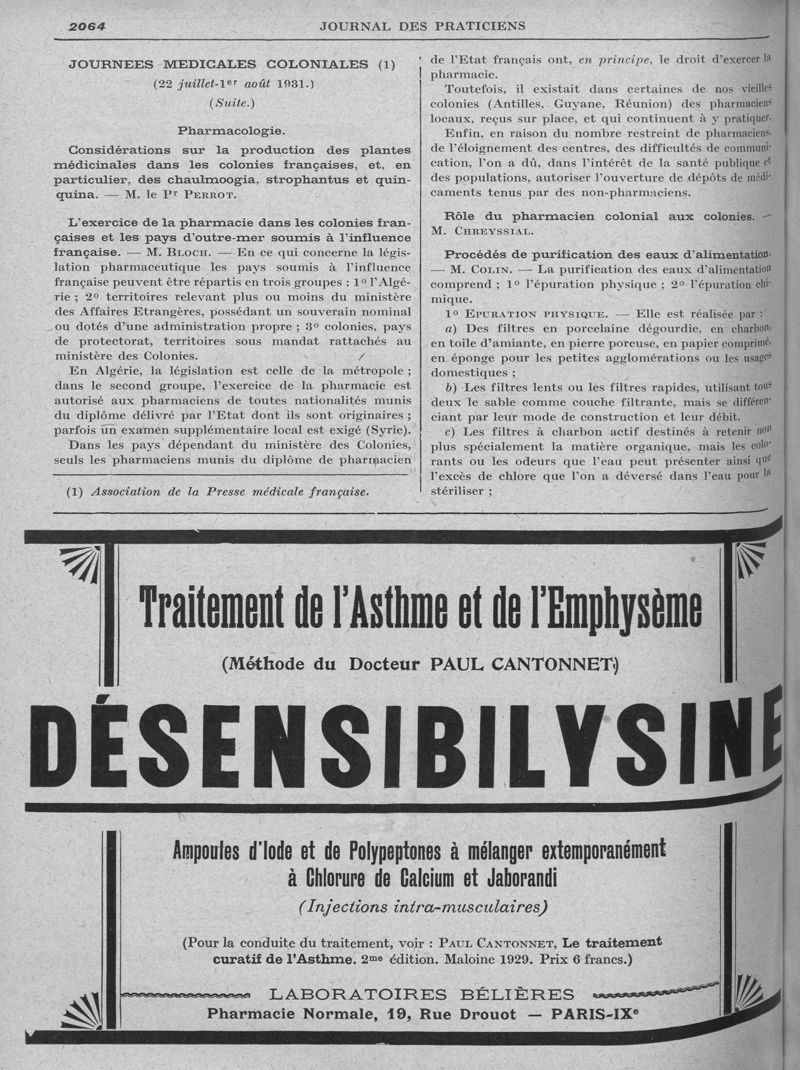 2064
JOURNAL DES PRATICIENS
JOURNEES MEDICALES COLONIALES (1)
(22 juillet-1er août 1931.)
(Suite.)
Pharmacologie.
Considérations sur la production des plantes
médicinales dans les colonies françaises, et, en
particulier, des chaulmoogia, strophantus et quin-
quina. — M. le Pr PERROT.
L'exercice de la pharmacie dans les colonies fran-
çaises et les pays d'outre-mer soumis à l'influence
française. — M. BLOCH. — En ce qui concerne la légis-
lation pharmaceutique les pays soumis à l'influence
française peuvent être répartis en trois groupes : 1º l'Algé-
rie ; 2º territoires relevant plus ou moins du ministère
des Affaires Etrangères, possédant un souverain nominal
ou dotés d'une administration propre ; 3º colonies, pays
de protectorat, territoires sous mandat rattachés au
ministère des Colonies.
En Algérie, la législation est celle de la métropole ;
dans le second groupe, l'exercice de la pharmacie est
autorisé aux pharmaciens de toutes nationalités munis
du diplôme délivré par l'Etat dont ils sont originaires ;
parfois un examen supplémentaire local est exigé (Syrie).
Dans les pays dépendant du ministère des Colonies,
seuls les pharmaciens munis du diplôme de pharmacien
(1) Association de la Presse médicale française.
de l'Etat français ont, en principe, le droit d'exercer la
pharmacie.
Toutefois, il existait dans certaines de nos vieilles
colonies (Antilles, Guyane, Réunion) des pharmaciens
locaux, reçus sur place, et qui continuent à y pratiquer.
Enfin, en raison du nombre restreint de pharmaciens,
de l'éloignement des centres, des difficultés de communi-
cation, l'on a dû, dans l'intérêt de la santé publique et
des populations, autoriser l'ouverture de dépôts de médi-
caments tenus par des non-pharmaciens.
Rôle du pharmacien colonial aux colonies. —
M. CHREYSSIAL.
Procédés de purification des eaux d'alimentation.
— M. COLIN. — La purification des eaux d'alimentation
comprend ; 1º l'épuration physique ; 2º l'épuration chi-
mique.
1º EPURATION PHYSIQUE. — Elle est réalisée par :
a) Des filtres en porcelaine dégourdie, en charbon,
en toile d'amiante, en pierre poreuse, en papier comprimé,
en éponge pour les petites agglomérations ou les usages
domestiques ;
b) Les filtres lents ou les filtres rapides, utilisant tous
deux le sable comme couche filtrante, mais se différen-
ciant par leur mode de construction et leur débit.
c) Les filtres à charbon actif destinés à retenir non
plus spécialement la matière organique, mais les colo-
rants ou les odeurs que l'eau peut présenter ainsi que
l'excès de chlore que l'on a déversé dans l'eau pour la
stériliser ;
Traitement de l'Asthme et de l'Emphysème
(Méthode du Docteur PAUL CANTONNET)
DÉSENSIBILYSINE
Ampoules d'Iode et de Polypeptones à mélanger extemporanément
à Chlorure de Calcium et Jaborandi
(Injections intra-musculaires)
(Pour la conduite du traitement, voir : PAUL CANTONNET, Le traitement
curatif de l'Asthme. 2me édition. Maloine 1929. Prix 6 francs.)
LABORATOIRES BÉLIÈRES
Pharmacie Normale, 19, Rue Drouot — PARIS-IXe